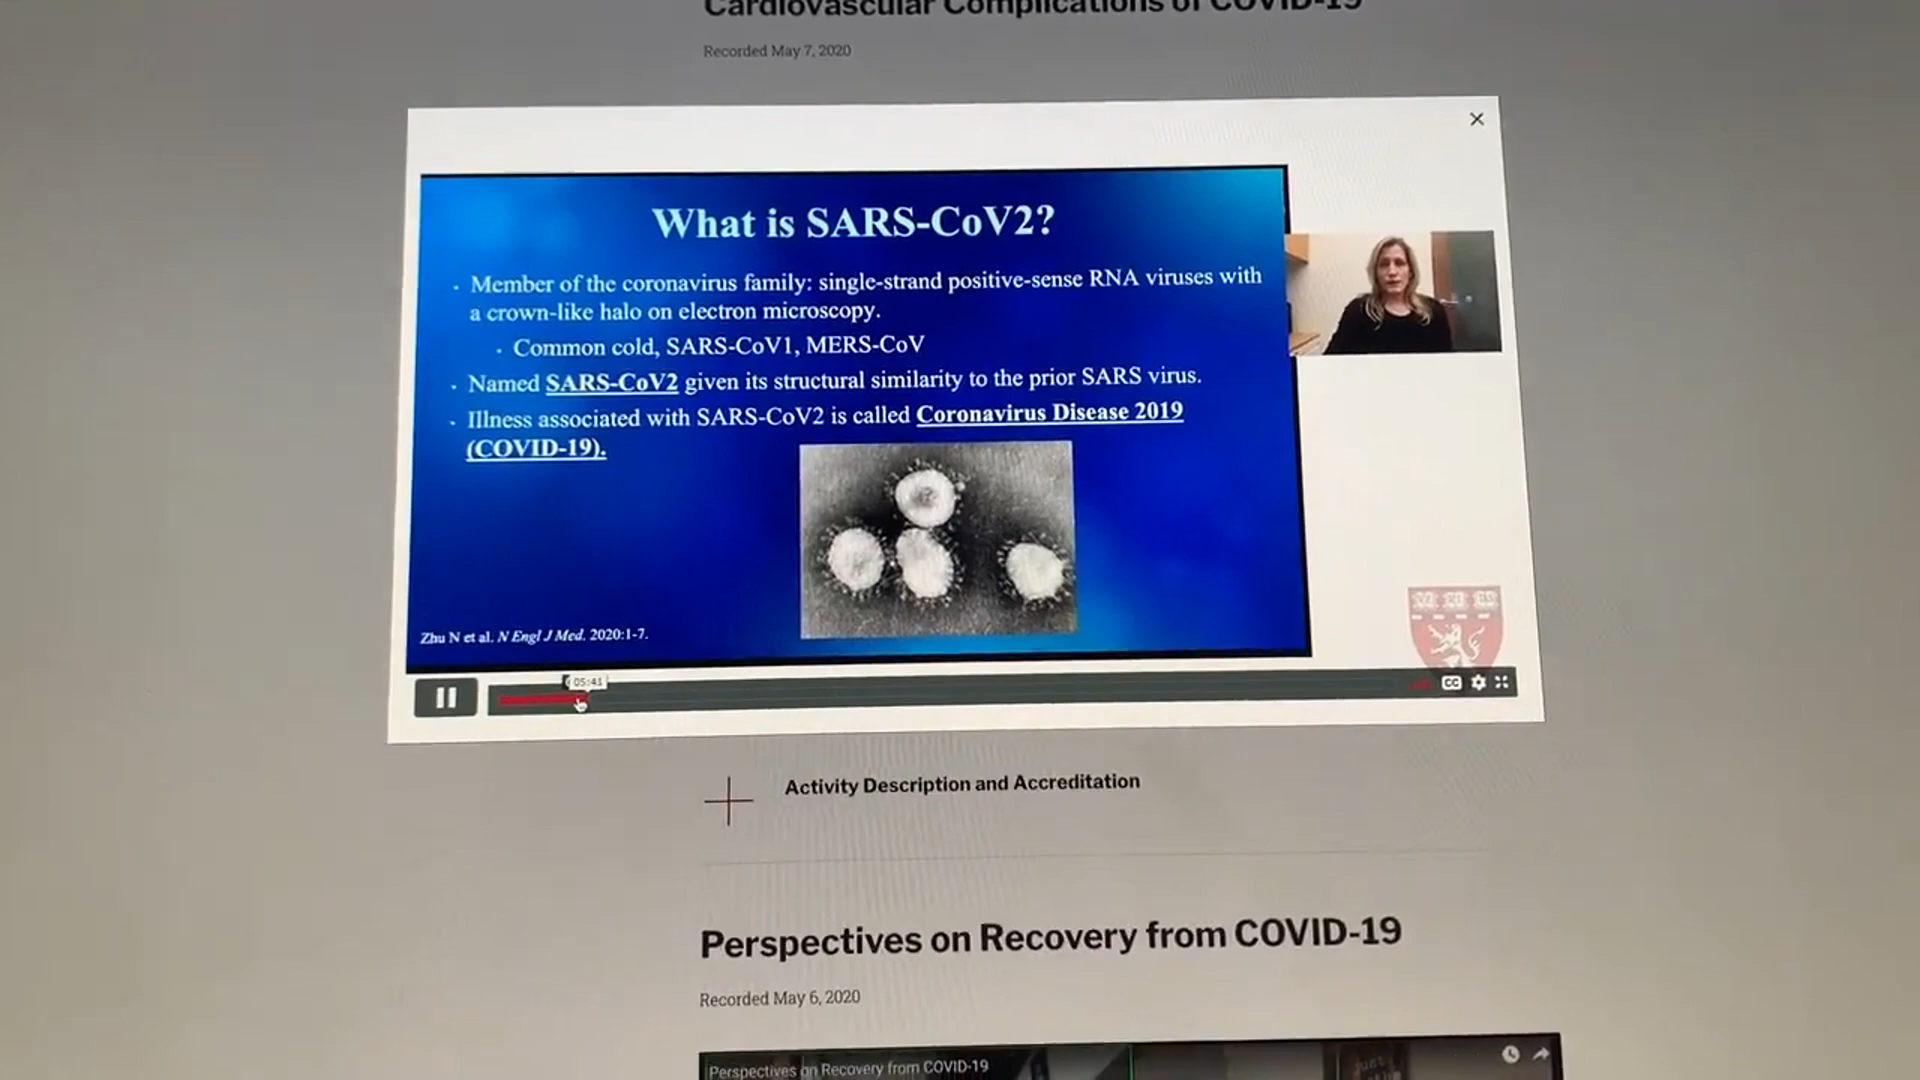 Cardiovascular Complications of COVID-19
Recorded May 7, 2020
What is SARS-CoV2?
Member of the coronavirus family: single-strand positive-sense RNA viruses with
a crown-like halo on electron microscopy.
Common cold, SARS-CoV1, MERS-CoV
Named SARS-CoV2 given its structural similarity to the prior SARS virus.
Illness associated with SARS-CoV2 is called Coronavirus Disease 2019
(COVID-19).
Zhu N et al. N Engl J Med. 2020:1-7.
05:41
CC
Activity Description and Accreditation
Perspectives on Recovery from COVID-19
Recorded May 6, 2020
Perspectives on Recovery from COVID-19